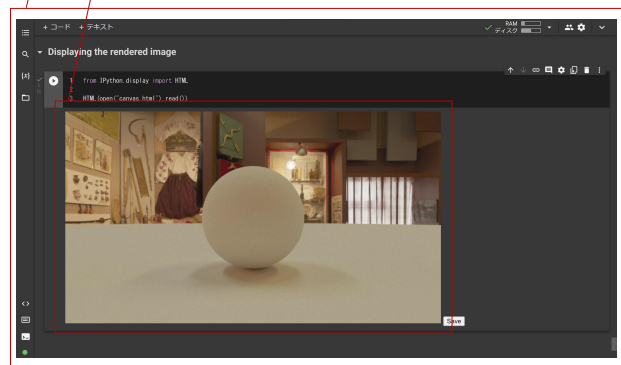 + コード + テキスト
RAM
ディスク
Displaying the rendered image
{x}
1 from IPython.display import HTML
2
3 HTML(open("canvas.html").read())
Save